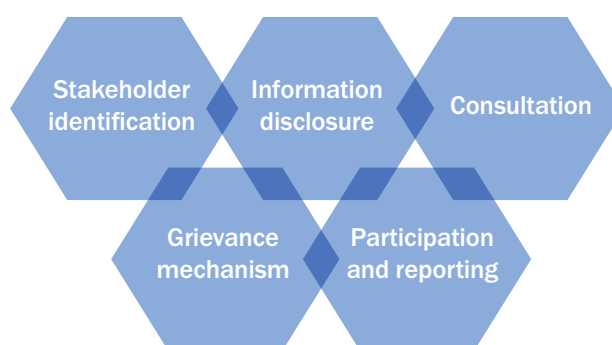 Stakeholder
identification
Information
disclosure
Consultation
Grievance
mechanism
Participation
and reporting